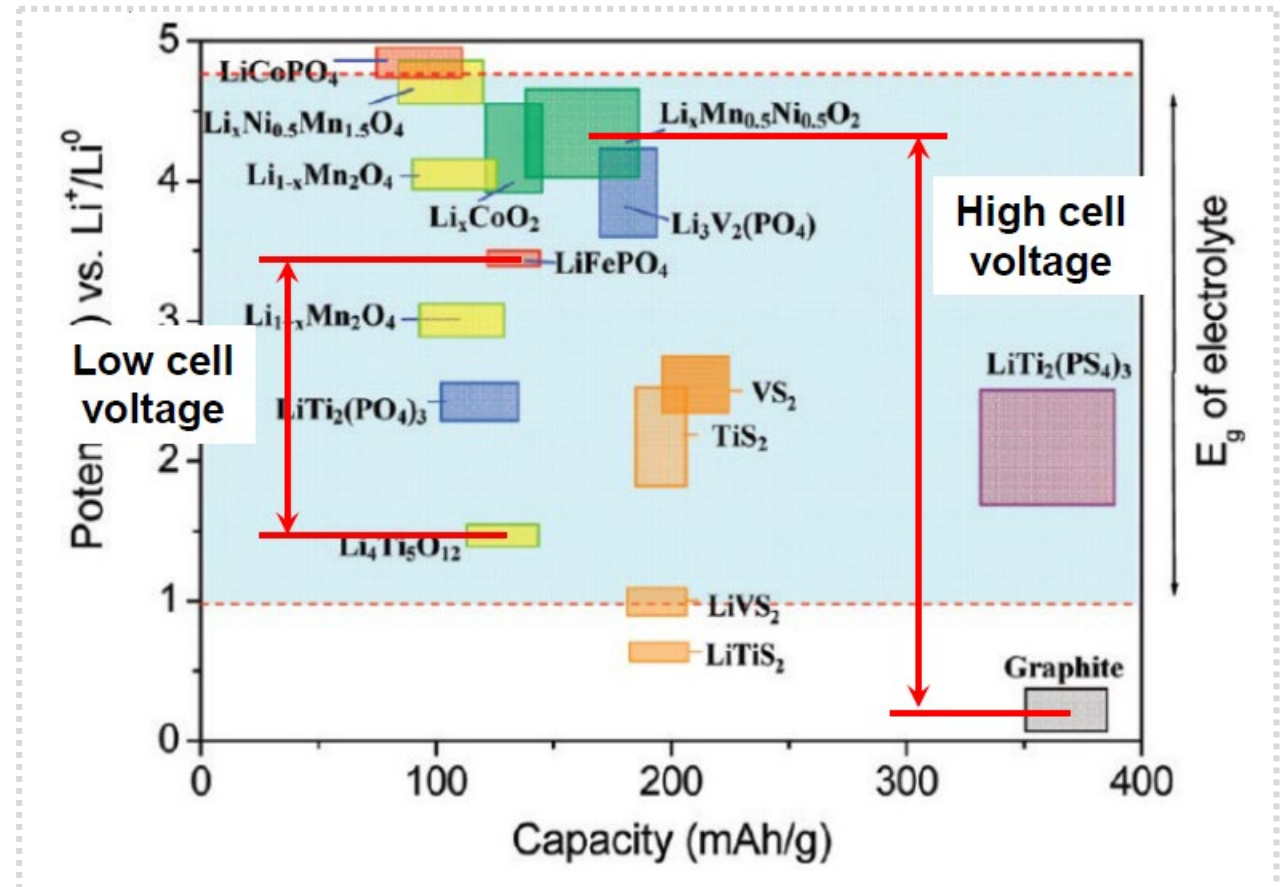 5
LiCoPO₄
LiₓNi₀.₅Mn₁.₅O₄
LiₓMn₀.₅Ni₀.₅O₂
4
Li₁₋ₓMn₂O₄
LiₓCoO₂
Li₃V₂(PO₄)
High cell
voltage
LiFePO₄
3
Li₁₋ₓMn₂O₄
Low cell
voltage
LiTi₂(PO₄)₃
VS₂
TiS₂
LiTi₂(PS₄)₃
2
Li₄Ti₅O₁₂
1
LiVS₂
LiTiS₂
Graphite
0
0 100 200 300 400
Capacity (mAh/g)
Poten ) vs. Li⁺/Li⁰
E_g of electrolyte